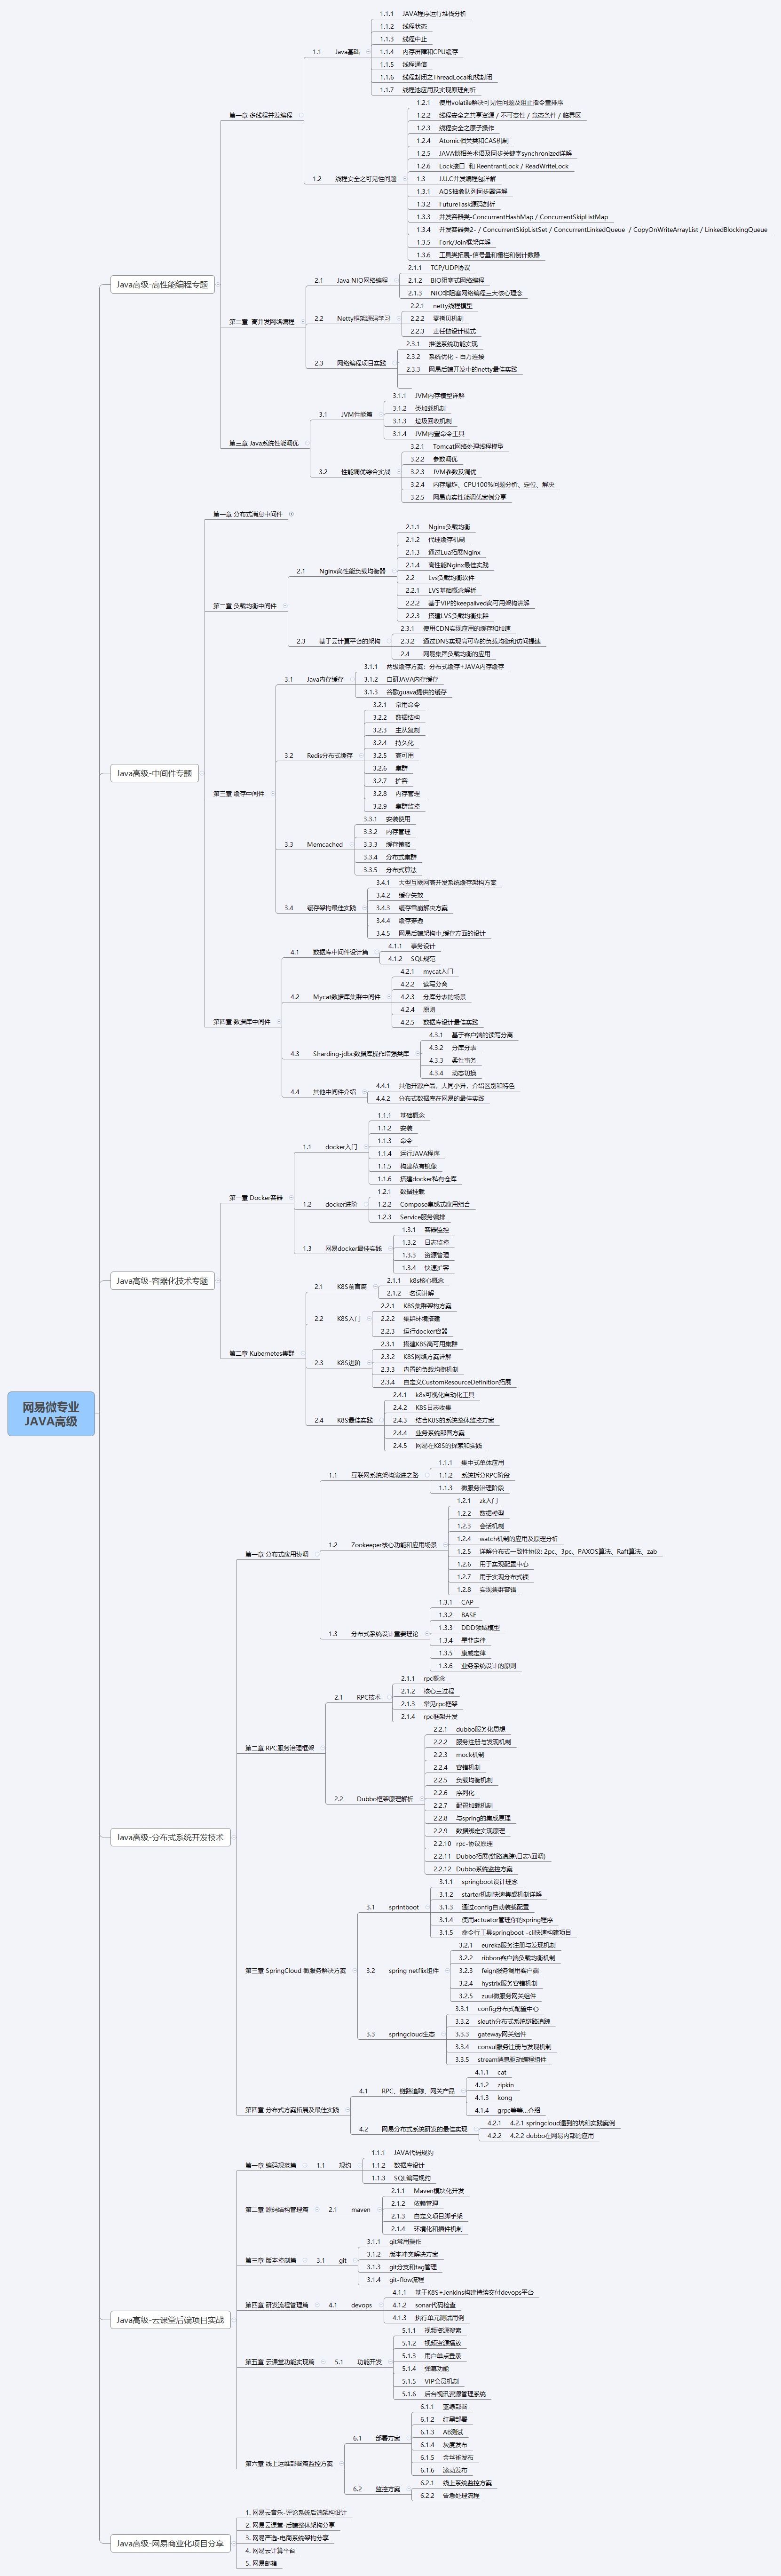 网易微专业
JAVA高级
Java高级-高性能编程专题
第一章 多线程并发编程
1.1 Java基础
1.1.1 JAVA程序运行堆栈分析
1.1.2 线程状态
1.1.3 线程中止
1.1.4 内存屏障和CPU缓存
1.1.5 线程通信
1.1.6 线程封闭之ThreadLocal和栈封闭
1.1.7 线程池应用及实现原理剖析
1.2 线程安全之可见性问题
1.2.1 使用volatile解决可见性问题及阻止指令重排序
1.2.2 线程安全之共享资源 / 不可变性 / 竟态条件 / 临界区
1.2.3 线程安全之原子操作
1.2.4 Atomic相关类和CAS机制
1.2.5 JAVA锁相关术语及同步关键字synchronized详解
1.2.6 Lock接口 和 ReentrantLock / ReadWriteLock
1.3 J.U.C并发编程包详解
1.3.1 AQS抽象队列同步器详解
1.3.2 FutureTask源码剖析
1.3.3 并发容器类-ConcurrentHashMap / ConcurrentSkipListMap
1.3.4 并发容器类2- / ConcurrentSkipListSet / ConcurrentLinkedQueue / CopyOnWriteArrayList / LinkedBlockingQueue
1.3.5 Fork/Join框架详解
1.3.6 工具类拓展-信号量和栅栏和倒计数器
第二章 高并发网络编程
2.1 Java NIO网络编程
2.1.1 TCP/UDP协议
2.1.2 BIO阻塞式网络编程
2.1.3 NIO非阻塞网络编程三大核心理念
2.2 Netty框架源码学习
2.2.1 netty线程模型
2.2.2 零拷贝机制
2.2.3 责任链设计模式
2.3 网络编程项目实践
2.3.1 推送系统功能实现
2.3.2 系统优化 - 百万连接
2.3.3 网易后端开发中的netty最佳实践
第三章 Java系统性能调优
3.1 JVM性能篇
3.1.1 JVM内存模型详解
3.1.2 类加载机制
3.1.3 垃圾回收机制
3.1.4 JVM内置命令工具
3.2 性能调优综合实战
3.2.1 Tomcat网络处理线程模型
3.2.2 参数调优
3.2.3 JVM参数及调优
3.2.4 内存爆炸、CPU100%问题分析、定位、解决
3.2.5 网易真实性能调优案例分享
Java高级-中间件专题
第一章 分布式消息中间件
第二章 负载均衡中间件
2.1 Nginx高性能负载均衡器
2.1.1 Nginx负载均衡
2.1.2 代理缓存机制
2.1.3 通过Lua拓展Nginx
2.1.4 高性能Nginx最佳实践
2.2 Lvs负载均衡软件
2.2.1 LVS基础概念解析
2.2.2 基于VIP的keepalived高可用架构讲解
2.2.3 搭建LVS负载均衡集群
2.3 基于云计算平台的架构
2.3.1 使用CDN实现应用的缓存和加速
2.3.2 通过DNS实现高可靠的负载均衡和访问提速
2.4 网易集团负载均衡的应用
第三章 缓存中间件
3.1 Java内存缓存
3.1.1 两级缓存方案：分布式缓存+JAVA内存缓存
3.1.2 自研JAVA内存缓存
3.1.3 谷歌guava提供的缓存
3.2 Redis分布式缓存
3.2.1 常用命令
3.2.2 数据结构
3.2.3 主从复制
3.2.4 持久化
3.2.5 高可用
3.2.6 集群
3.2.7 扩容
3.2.8 内存管理
3.2.9 集群监控
3.3 Memcached
3.3.1 安装使用
3.3.2 内存管理
3.3.3 缓存策略
3.3.4 分布式集群
3.3.5 分布式算法
3.4 缓存架构最佳实践
3.4.1 大型互联网高并发系统缓存架构方案
3.4.2 缓存失效
3.4.3 缓存雪崩解决方案
3.4.4 缓存穿透
3.4.5 网易后端架构中,缓存方面的设计
第四章 数据库中间件
4.1 数据库中间件设计篇
4.1.1 事务设计
4.1.2 SQL规范
4.2 Mycat数据库集群中间件
4.2.1 mycat入门
4.2.2 读写分离
4.2.3 分库分表的场景
4.2.4 原则
4.2.5 数据库设计最佳实践
4.3 Sharding-jdbc数据库操作增强类库
4.3.1 基于客户端的读写分离
4.3.2 分库分表
4.3.3 柔性事务
4.3.4 动态切换
4.4 其他中间件介绍
4.4.1 其他开源产品，大同小异，介绍区别和特色
4.4.2 分布式数据库在网易的最佳实践
Java高级-容器化技术专题
第一章 Docker容器
1.1 docker入门
1.1.1 基础概念
1.1.2 安装
1.1.3 命令
1.1.4 运行JAVA程序
1.1.5 构建私有镜像
1.1.6 搭建docker私有仓库
1.2 docker进阶
1.2.1 数据挂载
1.2.2 Compose集成式应用组合
1.2.3 Service服务编排
1.3 网易docker最佳实践
1.3.1 容器监控
1.3.2 日志监控
1.3.3 资源管理
1.3.4 快速扩容
第二章 Kubernetes集群
2.1 K8S前言篇
2.1.1 k8s核心概念
2.1.2 名词讲解
2.2 K8S入门
2.2.1 K8S集群架构方案
2.2.2 集群环境搭建
2.2.3 运行docker容器
2.3 K8S进阶
2.3.1 搭建K8S高可用集群
2.3.2 K8S网络方案详解
2.3.3 内置的负载均衡机制
2.3.4 自定义CustomResourceDefinition拓展
2.4 K8S最佳实践
2.4.1 k8s可视化自动化工具
2.4.2 K8S日志收集
2.4.3 结合K8S的系统整体监控方案
2.4.4 业务系统部署方案
2.4.5 网易在K8S的探索和实践
Java高级-分布式系统开发技术
第一章 分布式应用协调
1.1 互联网系统架构演进之路
1.1.1 集中式单体应用
1.1.2 系统拆分RPC阶段
1.1.3 微服务治理阶段
1.2 Zookeeper核心功能和应用场景
1.2.1 zk入门
1.2.2 数据模型
1.2.3 会话机制
1.2.4 watch机制的应用及原理分析
1.2.5 详解分布式一致性协议: 2pc、3pc、PAXOS算法、Raft算法、zab
1.2.6 用于实现配置中心
1.2.7 用于实现分布式锁
1.2.8 实现集群容错
1.3 分布式系统设计重要理论
1.3.1 CAP
1.3.2 BASE
1.3.3 DDD领域模型
1.3.4 墨菲定律
1.3.5 康威定律
1.3.6 业务系统设计的原则
第二章 RPC服务治理框架
2.1 RPC技术
2.1.1 rpc概念
2.1.2 核心三过程
2.1.3 常见rpc框架
2.1.4 rpc框架开发
2.2 Dubbo框架原理解析
2.2.1 dubbo服务化思想
2.2.2 服务注册与发现机制
2.2.3 mock机制
2.2.4 容错机制
2.2.5 负载均衡机制
2.2.6 序列化
2.2.7 配置加载机制
2.2.8 与spring的集成原理
2.2.9 数据绑定实现原理
2.2.10 rpc-协议原理
2.2.11 Dubbo拓展(链路追踪\日志\回调)
2.2.12 Dubbo系统监控方案
第三章 SpringCloud 微服务解决方案
3.1 sprintboot
3.1.1 springboot设计理念
3.1.2 starter机制快速集成机制详解
3.1.3 通过config自动装载配置
3.1.4 使用actuator管理你的spring程序
3.1.5 命令行工具springboot -cli快速构建项目
3.2 spring netflix组件
3.2.1 eureka服务注册与发现机制
3.2.2 ribbon客户端负载均衡机制
3.2.3 feign服务调用客户端
3.2.4 hystrix服务容错机制
3.2.5 zuul微服务网关组件
3.3 springcloud生态
3.3.1 config分布式配置中心
3.3.2 sleuth分布式系统链路追踪
3.3.3 gateway网关组件
3.3.4 consul服务注册与发现机制
3.3.5 stream消息驱动编程组件
第四章 分布式方案拓展及最佳实践
4.1 RPC、链路追踪、网关产品
4.1.1 cat
4.1.2 zipkin
4.1.3 kong
4.1.4 grpc等等...介绍
4.2 网易分布式系统研发的最佳实现
4.2.1 4.2.1 springcloud遇到的坑和实践案例
4.2.2 4.2.2 dubbo在网易内部的应用
Java高级-云课堂后端项目实战
第一章 编码规范篇
1.1 规约
1.1.1 JAVA代码规约
1.1.2 数据库设计
1.1.3 SQL编写规约
第二章 源码结构管理篇
2.1 maven
2.1.1 Maven模块化开发
2.1.2 依赖管理
2.1.3 自定义项目脚手架
2.1.4 环境化和插件机制
第三章 版本控制篇
3.1 git
3.1.1 git常用操作
3.1.2 版本冲突解决方案
3.1.3 git分支和tag管理
3.1.4 git-flow流程
第四章 研发流程管理篇
4.1 devops
4.1.1 基于K8S+Jenkins构建持续交付devops平台
4.1.2 sonar代码检查
4.1.3 执行单元测试用例
第五章 云课堂功能实现篇
5.1 功能开发
5.1.1 视频资源搜索
5.1.2 视频资源播放
5.1.3 用户单点登录
5.1.4 弹幕功能
5.1.5 VIP会员机制
5.1.6 后台视讯资源管理系统
第六章 线上运维部署篇监控方案
6.1 部署方案
6.1.1 蓝绿部署
6.1.2 红黑部署
6.1.3 AB测试
6.1.4 灰度发布
6.1.5 金丝雀发布
6.1.6 滚动发布
6.2 监控方案
6.2.1 线上系统监控方案
6.2.2 告急处理流程
Java高级-网易商业化项目分享
1. 网易云音乐-评论系统后端架构设计
2. 网易云课堂-后端整体架构分享
3. 网易严选-电商系统架构分享
4. 网易云计算平台
5. 网易邮箱